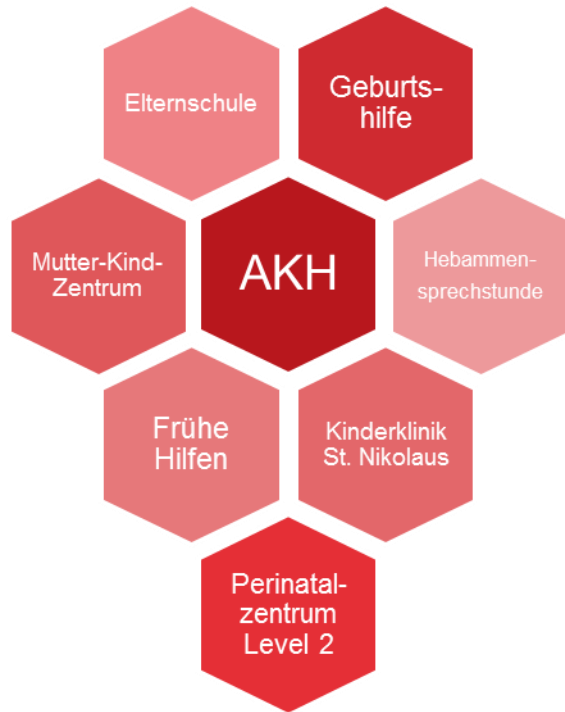 Elternschule
Geburts-
hilfe
Mutter-Kind-
Zentrum
AKH
Hebammen-
sprechstunde
Frühe
Hilfen
Kinderklinik
St. Nikolaus
Perinatal-
zentrum
Level 2